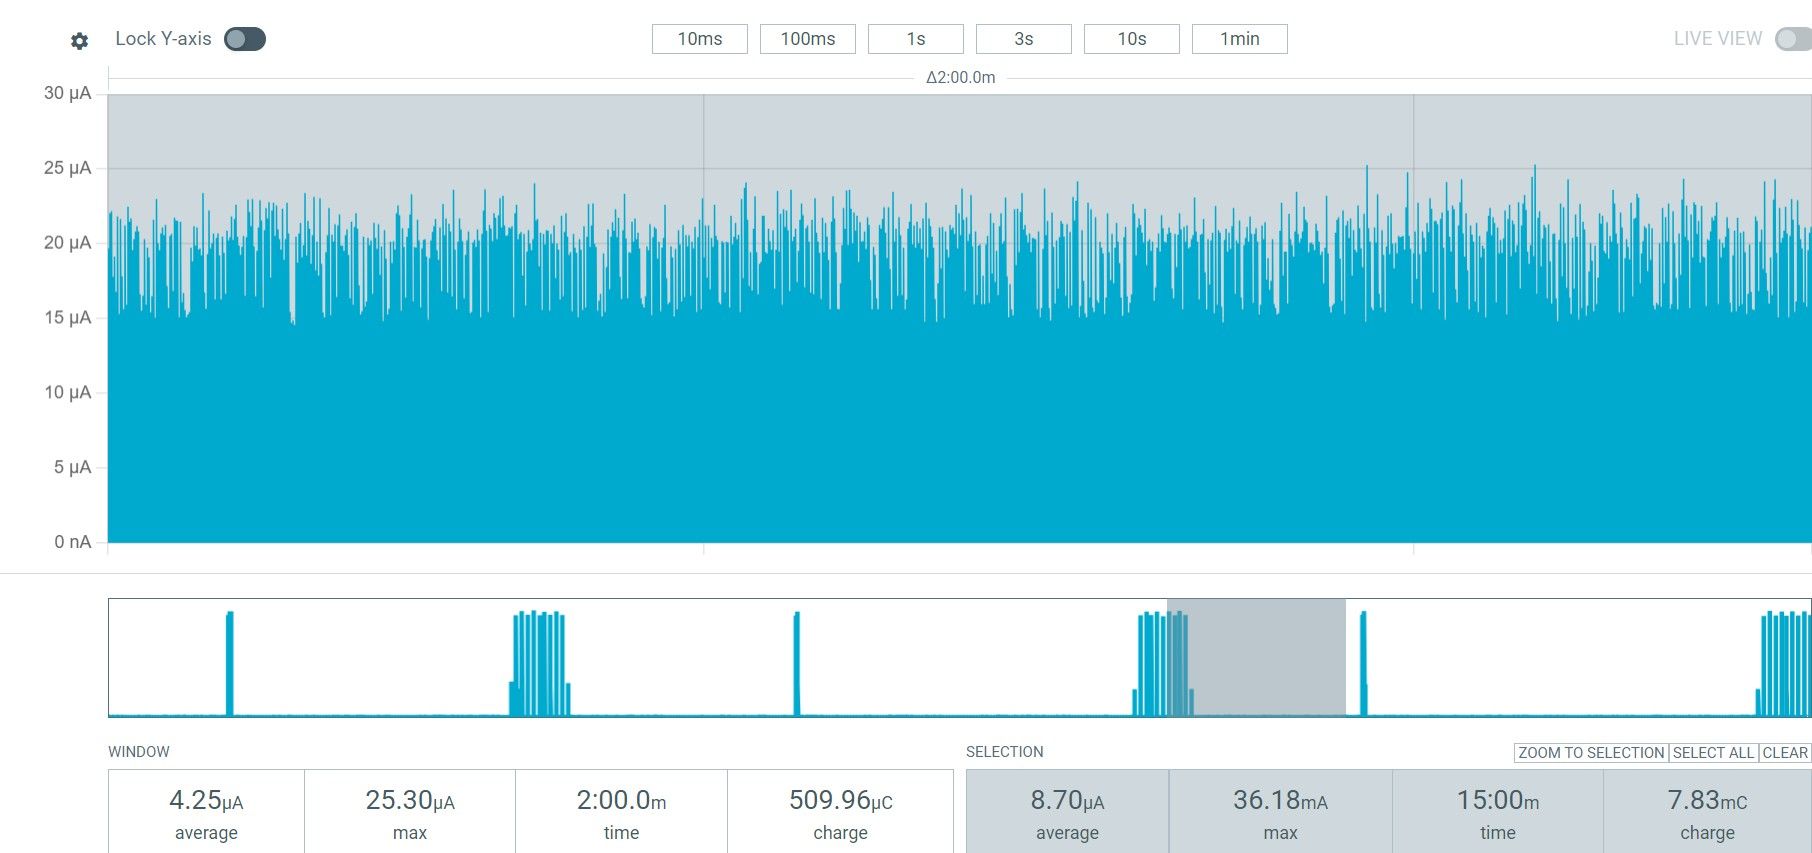 Lock Y-axis 10ms 100ms 1s 3s 10s 1min LIVE VIEW
Δ2:00.0m
30 µA
25 µA
20 µA
15 µA
10 µA
5 µA
0 nA
WINDOW SELECTION ZOOM TO SELECTION SELECT ALL CLEAR
4.25µA 25.30µA 2:00.0m 509.96µC 8.70µA 36.18mA 15:00m 7.83mC
average max time charge average max time charge